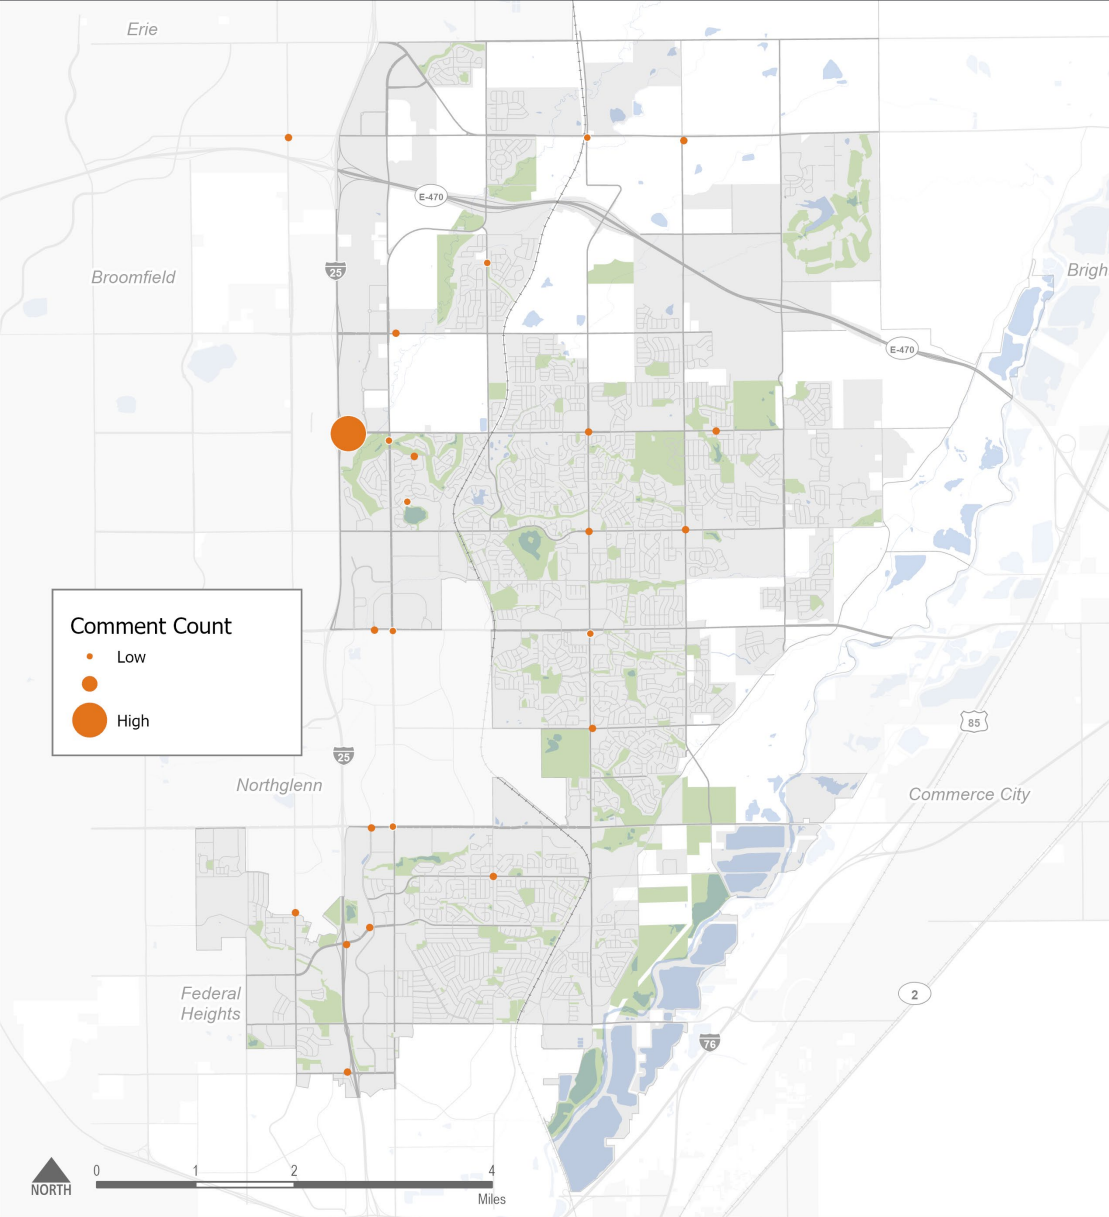 Erie
E-470
Broomfield
25
Brigh
E-470
Comment Count
Low
High
85
25
Northglenn
Commerce City
Federal
Heights
2
76
0 1 2 4
Miles
NORTH